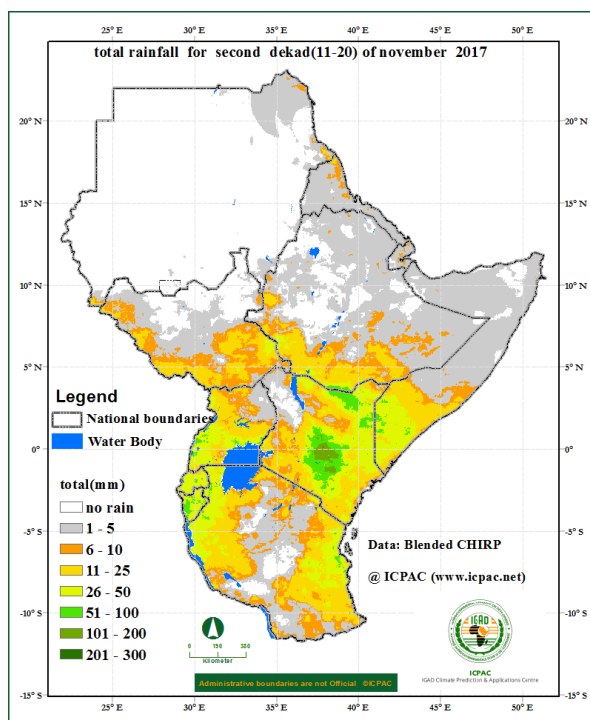 total rainfall for second dekad(11-20) of november 2017
25° E 30° E 35° E 40° E 45° E 50° E
20° N 20° N
15° N 15° N
10° N 10° N
5° N 5° N
0° 0°
-5° S -5° S
-10° S -10° S
-15° S -15° S
Legend
National boundaries
Water Body
total(mm)
no rain
1 - 5
6 - 10
11 - 25
26 - 50
51 - 100
101 - 200
201 - 300
Data: Blended CHIRP
@ ICPAC (www.icpac.net)
0 150 300
Kilometer
IGAD
ICPAC
IGAD Climate Prediction & Applications Centre
Administrative boundaries are not Official ©ICPAC
25° E 30° E 35° E 40° E 45° E 50° E